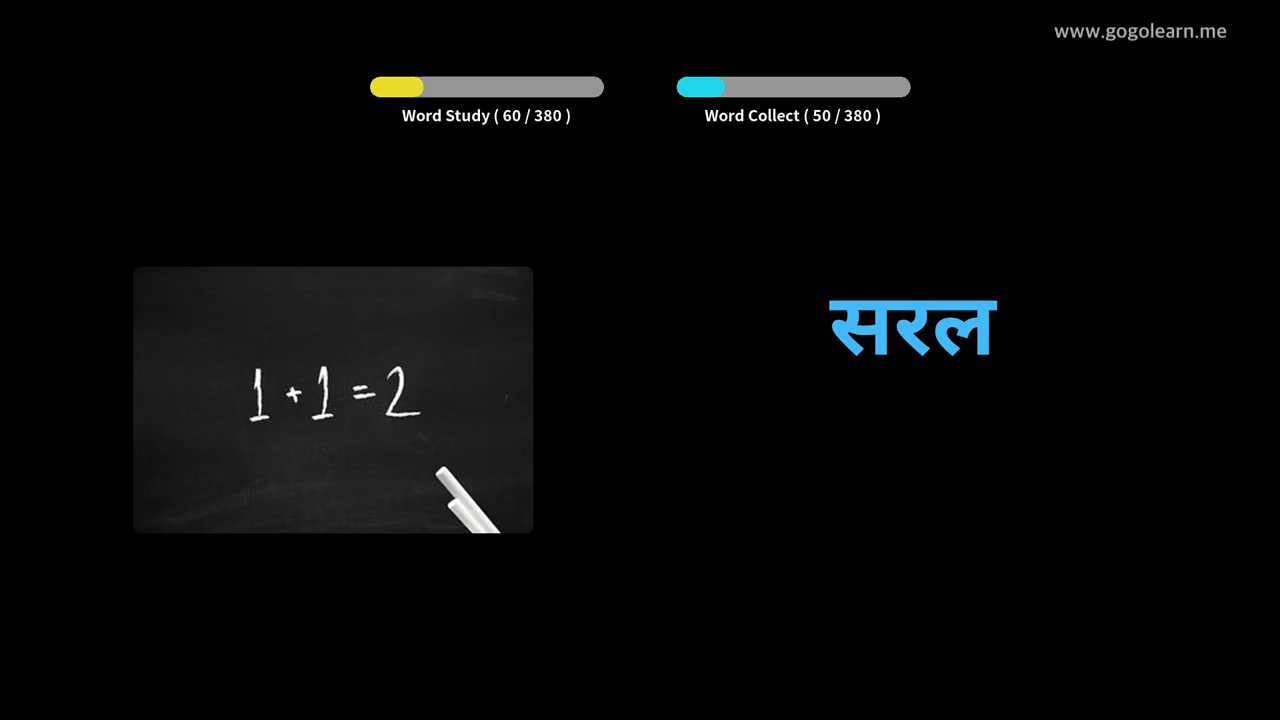 www.gogolearn.me
Word Study ( 60 / 380 )
Word Collect ( 50 / 380 )
सरल
1 + 1 = 2